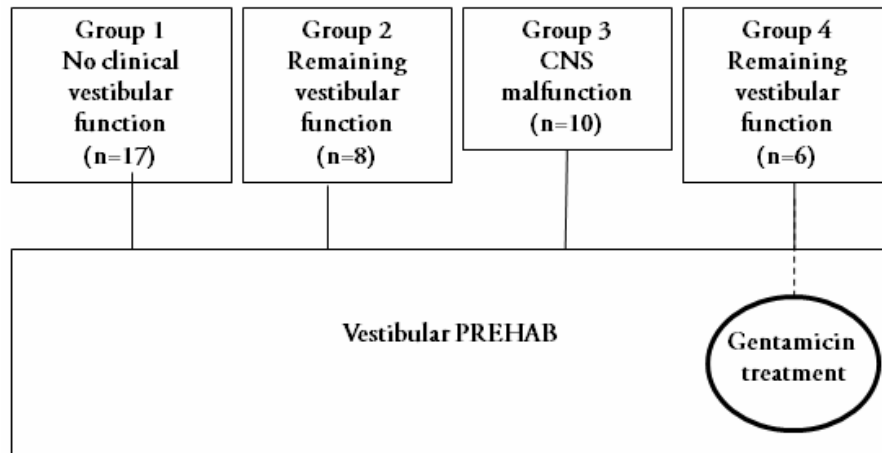 Group 1
No clinical
vestibular
function
(n=17)
Group 2
Remaining
vestibular
function
(n=8)
Group 3
CNS
malfunction
(n=10)
Group 4
Remaining
vestibular
function
(n=6)
Vestibular PREHAB
Gentamicin
treatment